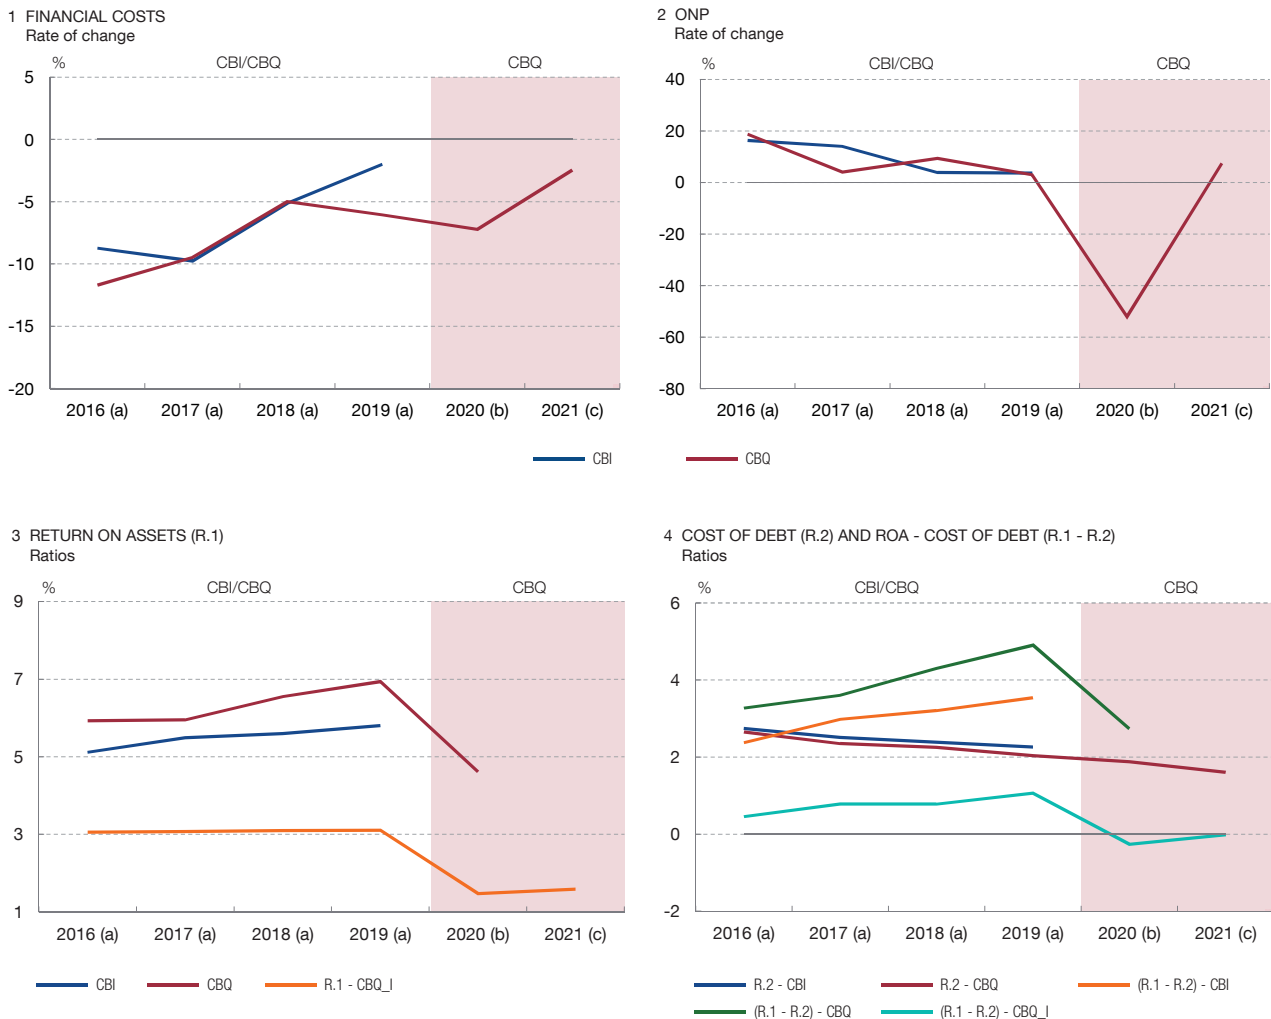 1 FINANCIAL COSTS
Rate of change
% CBI/CBQ CBQ
5
0
-5
-10
-15
-20
2016 (a) 2017 (a) 2018 (a) 2019 (a) 2020 (b) 2021 (c)
2 ONP
Rate of change
% CBI/CBQ CBQ
40
20
0
-20
-40
-60
-80
2016 (a) 2017 (a) 2018 (a) 2019 (a) 2020 (b) 2021 (c)
CBI CBQ
3 RETURN ON ASSETS (R.1)
Ratios
% CBI/CBQ CBQ
9
7
5
3
1
2016 (a) 2017 (a) 2018 (a) 2019 (a) 2020 (b) 2021 (c)
CBI CBQ R.1 - CBQ_I
4 COST OF DEBT (R.2) AND ROA - COST OF DEBT (R.1 - R.2)
Ratios
% CBI/CBQ CBQ
6
4
2
0
-2
2016 (a) 2017 (a) 2018 (a) 2019 (a) 2020 (b) 2021 (c)
R.2 - CBI R.2 - CBQ (R.1 - R.2) - CBI
(R.1 - R.2) - CBQ (R.1 - R.2) - CBQ_I